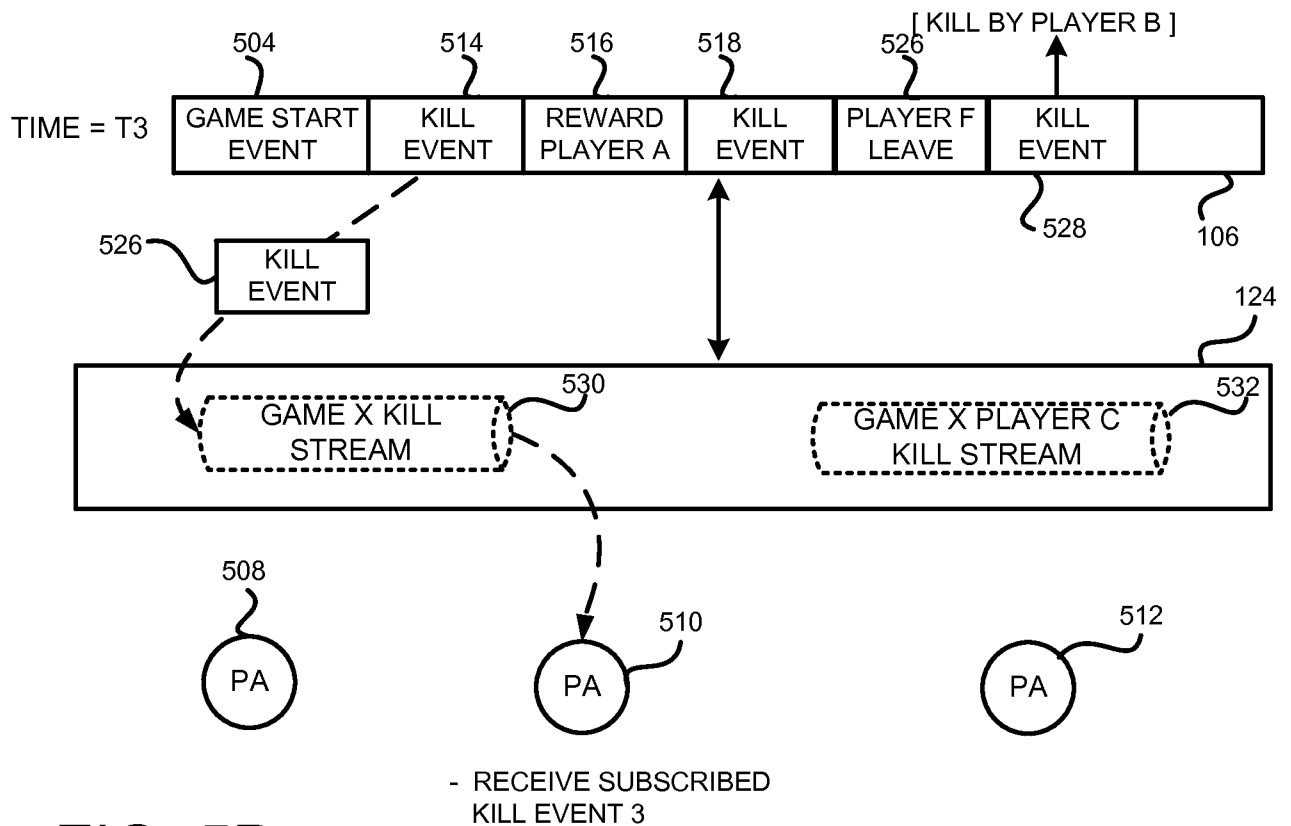 [ KILL BY PLAYER B ]
504
514
516
518
526
TIME = T3
GAME START
EVENT
KILL
EVENT
REWARD
PLAYER A
KILL
EVENT
PLAYER F
LEAVE
KILL
EVENT
528
106
526
KILL
EVENT
124
530
532
GAME X KILL
STREAM
GAME X PLAYER C
KILL STREAM
508
510
512
PA
PA
PA
- RECEIVE SUBSCRIBED
KILL EVENT 3